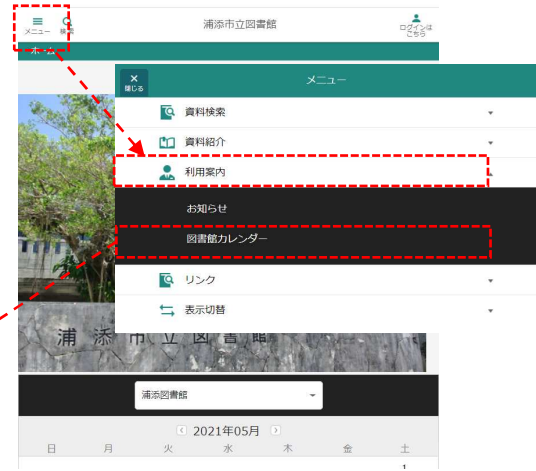 メニュー 検索
浦添市立図書館
ログインは
こちら
ホーム
×
閉じる
メニュー
資料検索
資料紹介
利用案内
お知らせ
図書館カレンダー
リンク
表示切替
浦添市立図書館
浦添図書館
2021年05月
日 月 火 水 木 金 土
1